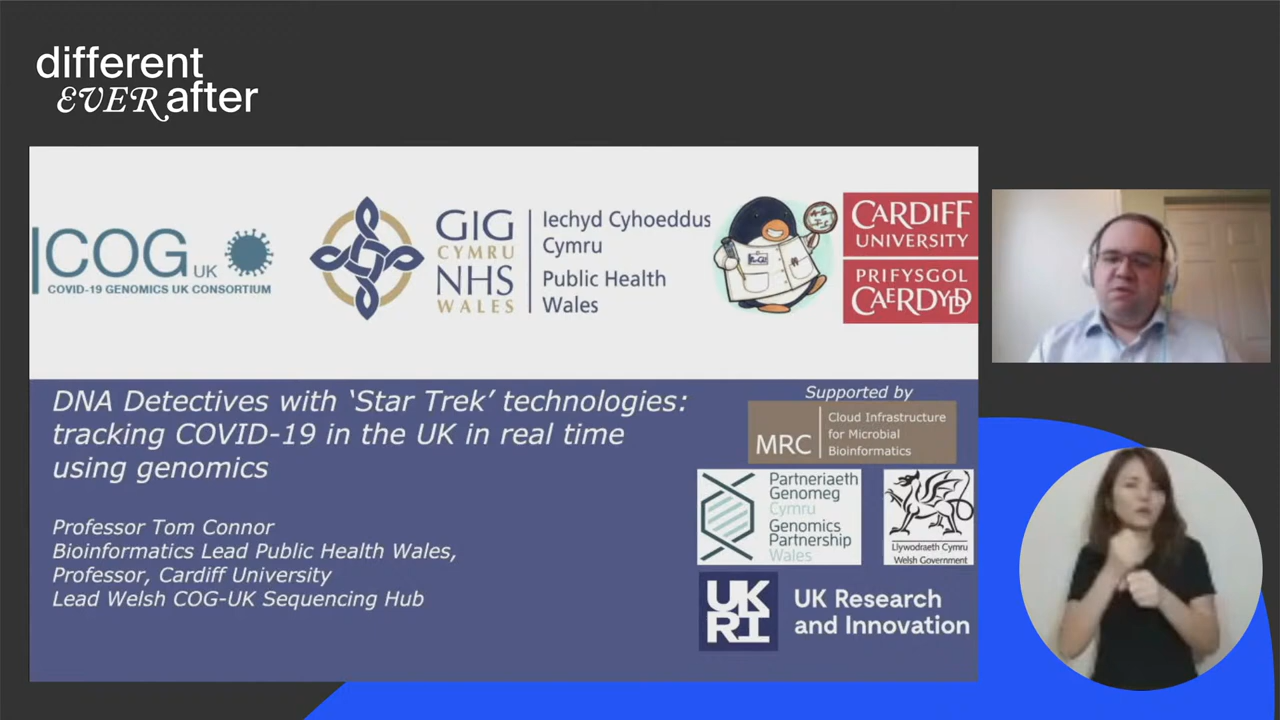 different
EVER after
COG UK
COVID-19 GENOMICS UK CONSORTIUM
GIG
CYMRU
NHS
WALES
Iechyd Cyhoeddus
Cymru
Public Health
Wales
CARDIFF
UNIVERSITY
PRIFYSGOL
CAERDYDD
DNA Detectives with ‘Star Trek’ technologies:
tracking COVID-19 in the UK in real time
using genomics
Professor Tom Connor
Bioinformatics Lead Public Health Wales,
Professor, Cardiff University
Lead Welsh COG-UK Sequencing Hub
Supported by
MRC
Cloud Infrastructure
for Microbial
Bioinformatics
Partneriaeth
Genomeg
Cymru
Genomics
Partnership
Wales
Llywodraeth Cymru
Welsh Government
UK
RI
UK Research
and Innovation